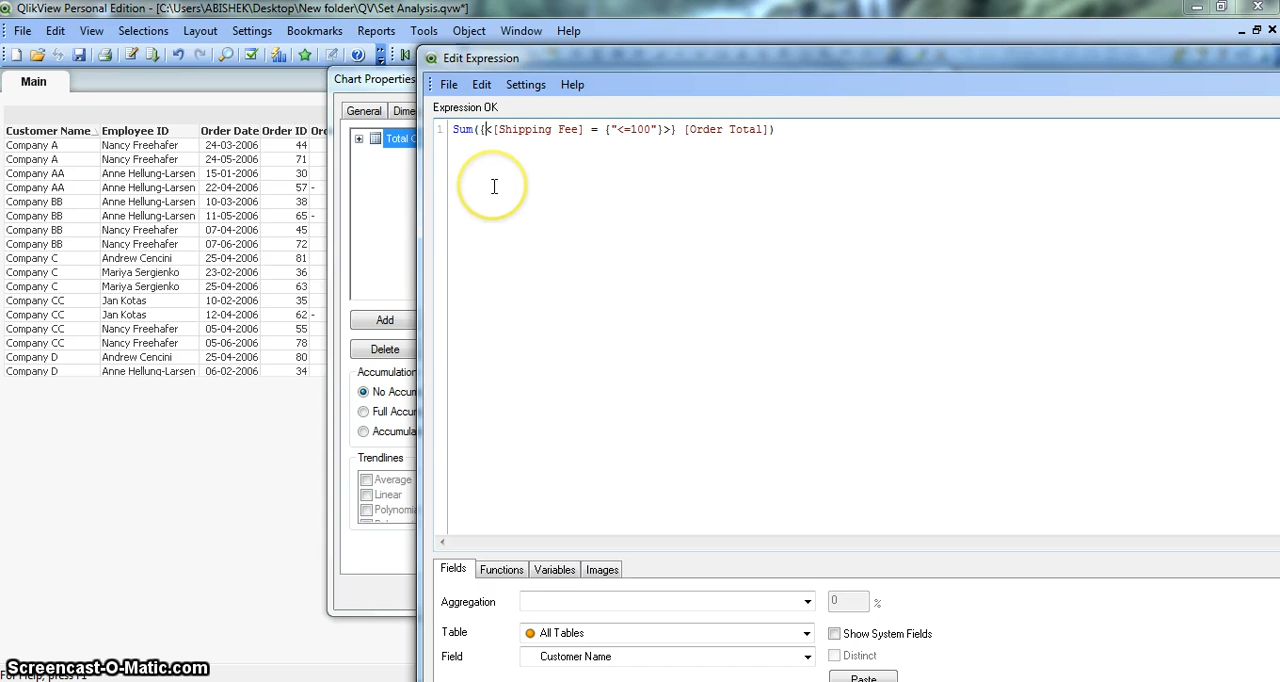 QlikView Personal Edition - [C:\Users\ABISHEK\Desktop\New folder\QV\Set Analysis.qvw*]
File Edit View Selections Layout Settings Bookmarks Reports Tools Object Window Help
Main
Customer Name Employee ID Order Date Order ID
Company A Nancy Freehafer 24-03-2006 44
Company A Nancy Freehafer 24-05-2006 71
Company AA Anne Hellung-Larsen 15-01-2006 30
Company AA Anne Hellung-Larsen 22-04-2006 57 -
Company BB Anne Hellung-Larsen 10-03-2006 38
Company BB Anne Hellung-Larsen 11-05-2006 65 -
Company BB Nancy Freehafer 07-04-2006 45
Company BB Nancy Freehafer 07-06-2006 72
Company C Andrew Cencini 25-04-2006 81
Company C Mariya Sergienko 23-02-2006 36
Company C Mariya Sergienko 25-04-2006 63
Company CC Jan Kotas 10-02-2006 35
Company CC Jan Kotas 12-04-2006 62 -
Company CC Nancy Freehafer 05-04-2006 55
Company CC Nancy Freehafer 05-06-2006 78
Company D Andrew Cencini 25-04-2006 80
Company D Anne Hellung-Larsen 06-02-2006 34
Chart Properties
General Dime
Total C
Add
Delete
Accumulation
No Accum
Full Accum
Accumula
Trendlines
Average
Linear
Polynomia
Edit Expression
File Edit Settings Help
Expression OK
1 Sum({<[Shipping Fee] = {"<=100"}>} [Order Total])
Fields Functions Variables Images
Aggregation 0 %
Table All Tables Show System Fields
Field Customer Name Distinct
Paste
Screencast-O-Matic.com